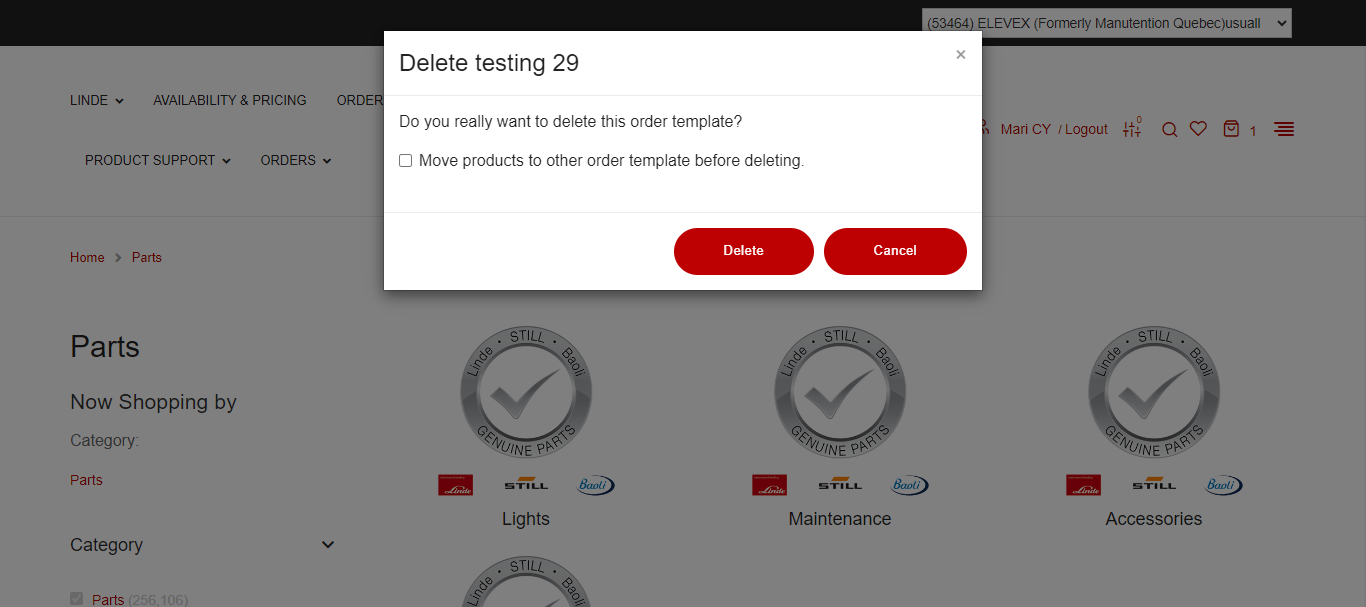 (53464) ELEVEX (Formerly Manutention Quebec)usuall
Delete testing 29
×
Do you really want to delete this order template?
Move products to other order template before deleting.
Delete
Cancel
LINDE
AVAILABILITY & PRICING
ORDER
PRODUCT SUPPORT
ORDERS
Mari CY / Logout
0
1
Home
Parts
Parts
Now Shopping by
Category:
Parts
Category
Parts (256,106)
Linde · STILL · Baoli
GENUINE PARTS
Linde
STILL
Baoli
Lights
Linde · STILL · Baoli
GENUINE PARTS
Linde
STILL
Baoli
Maintenance
Linde · STILL · Baoli
GENUINE PARTS
Linde
STILL
Baoli
Accessories
Linde · STILL · Baoli